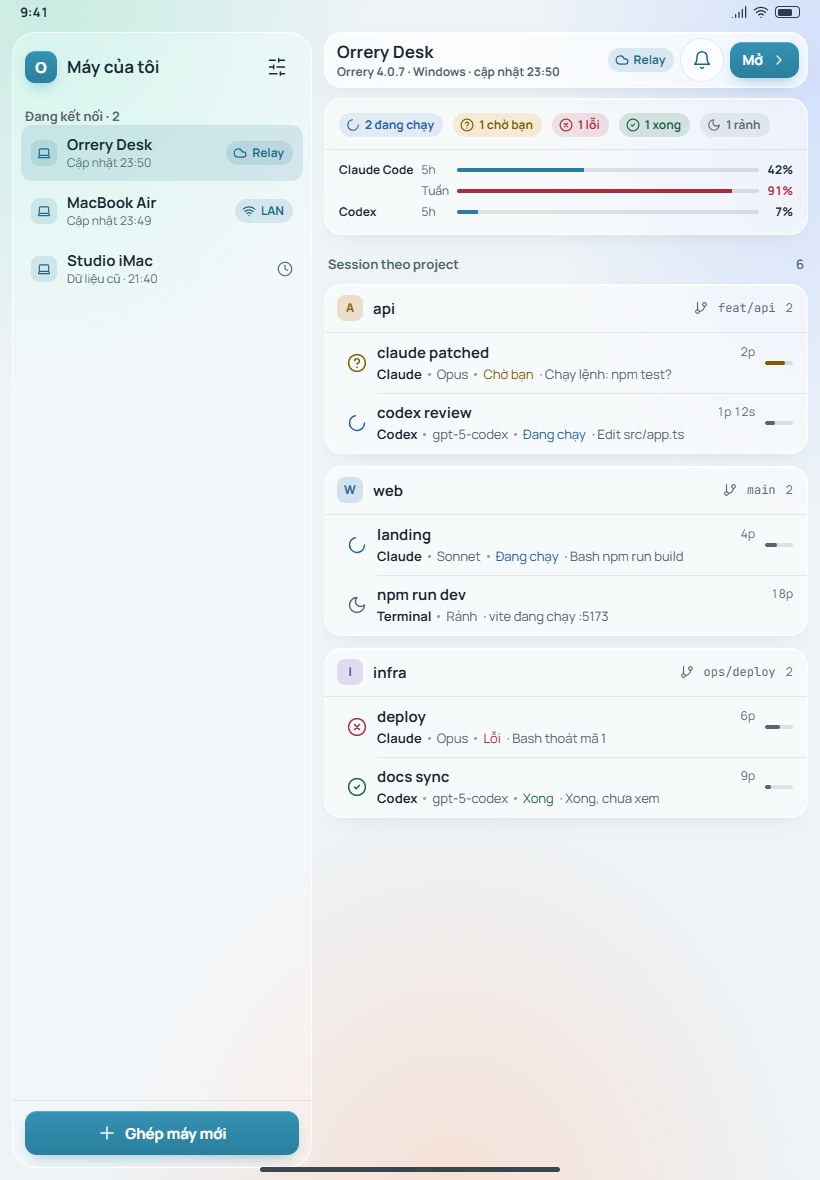 9:41
O Máy của tôi
Đang kết nối · 2
Orrery Desk
Cập nhật 23:50
Relay
MacBook Air
Cập nhật 23:49
LAN
Studio iMac
Dữ liệu cũ · 21:40
Ghép máy mới
Orrery Desk
Orrery 4.0.7 · Windows · cập nhật 23:50
Relay
Mở
2 đang chạy
1 chờ bạn
1 lỗi
1 xong
1 rảnh
Claude Code 5h 42%
Tuần 91%
Codex 5h 7%
Session theo project 6
A api feat/api 2
claude patched 2p
Claude • Opus • Chờ bạn · Chạy lệnh: npm test?
codex review 1p 12s
Codex • gpt-5-codex • Đang chạy · Edit src/app.ts
W web main 2
landing 4p
Claude • Sonnet • Đang chạy · Bash npm run build
npm run dev 18p
Terminal • Rảnh · vite đang chạy :5173
I infra ops/deploy 2
deploy 6p
Claude • Opus • Lỗi · Bash thoát mã 1
docs sync 9p
Codex • gpt-5-codex • Xong · Xong, chưa xem